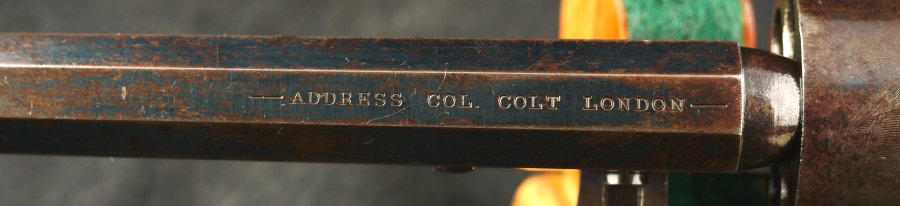 — ADDRESS COL. COLT LONDON —